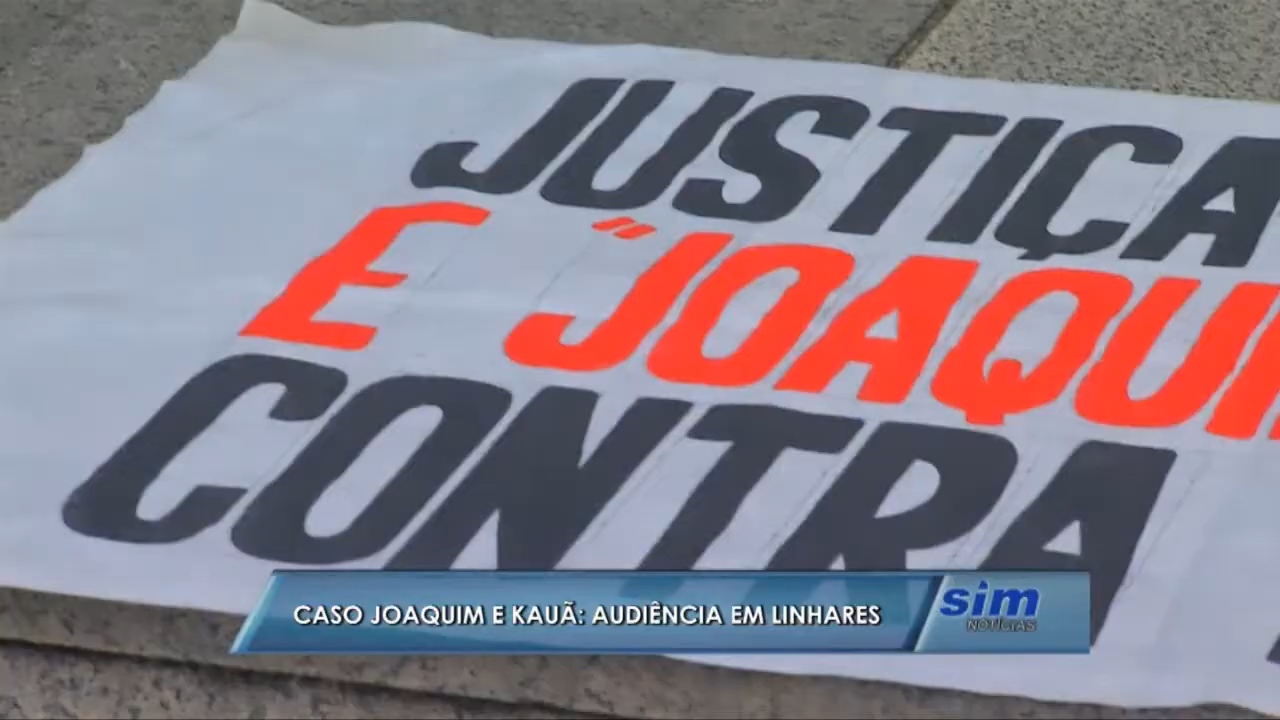 JUSTIÇA
E "JOAQUI
CONTRA
CASO JOAQUIM E KAUÃ: AUDIÊNCIA EM LINHARES
sim
NOTÍCIAS